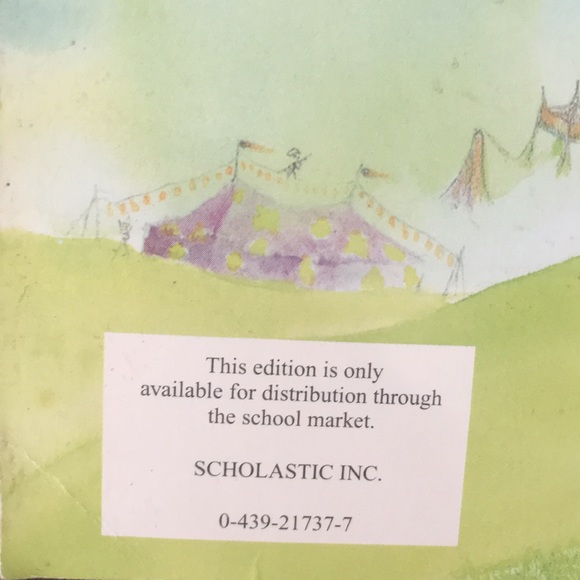 This edition is only
available for distribution through
the school market.
SCHOLASTIC INC.
0-439-21737-7